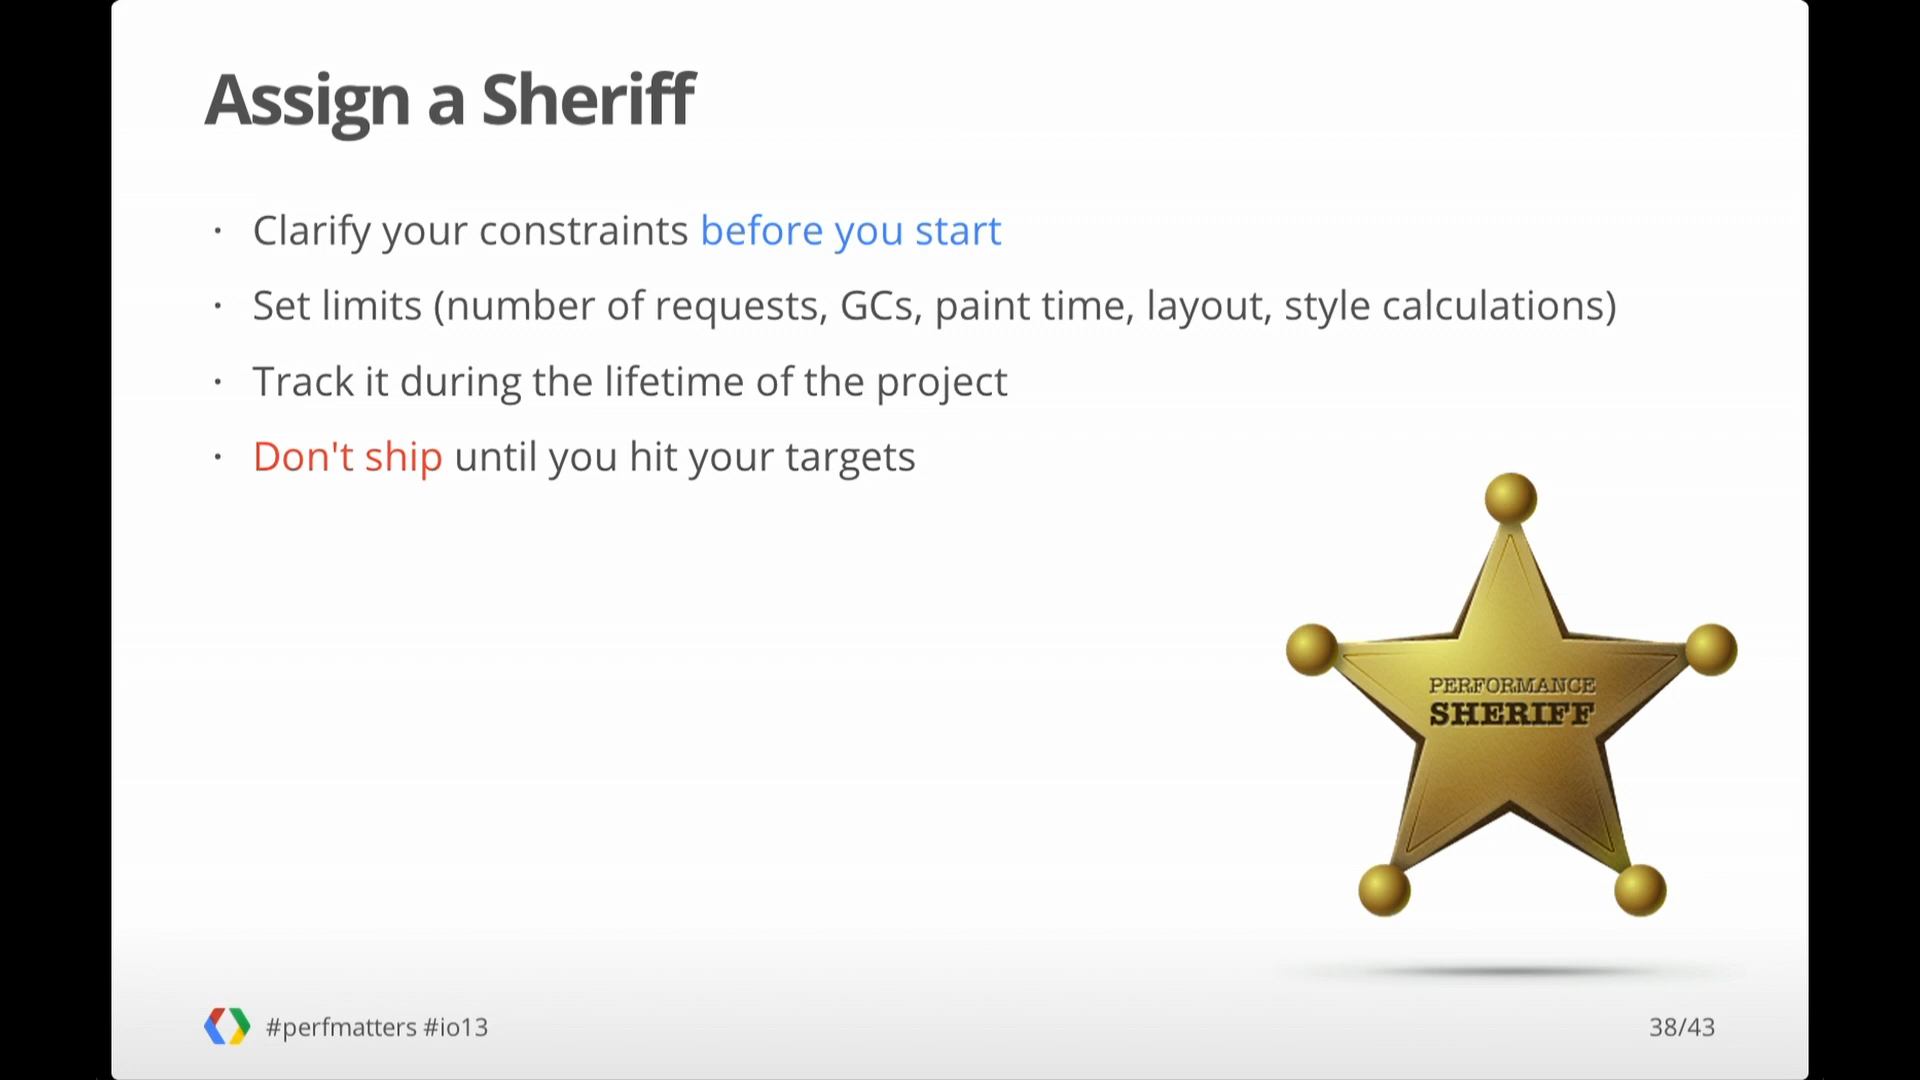 Assign a Sheriff
· Clarify your constraints before you start
· Set limits (number of requests, GCs, paint time, layout, style calculations)
· Track it during the lifetime of the project
· Don't ship until you hit your targets
PERFORMANCE
SHERIFF
#perfmatters #io13
38/43